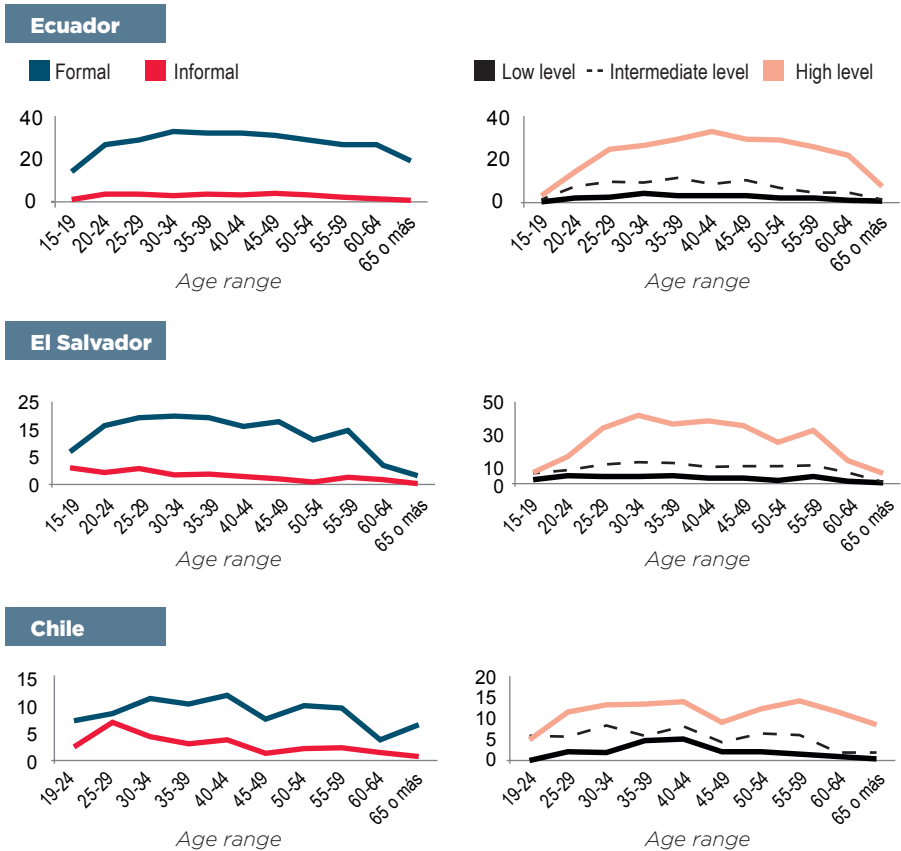 Ecuador
Formal Informal
Low level Intermediate level High level
40
20
0
15-19 20-24 25-29 30-34 35-39 40-44 45-49 50-54 55-59 60-64 65 o más
Age range
40
20
0
15-19 20-24 25-29 30-34 35-39 40-44 45-49 50-54 55-59 60-64 65 o más
Age range
El Salvador
25
15
5
0
15-19 20-24 25-29 30-34 35-39 40-44 45-49 50-54 55-59 60-64 65 o más
Age range
50
30
10
0
15-19 20-24 25-29 30-34 35-39 40-44 45-49 50-54 55-59 60-64 65 o más
Age range
Chile
15
10
5
0
19-24 25-29 30-34 35-39 40-44 45-49 50-54 55-59 60-64 65 o más
Age range
20
15
10
5
0
19-24 25-29 30-34 35-39 40-44 45-49 50-54 55-59 60-64 65 o más
Age range